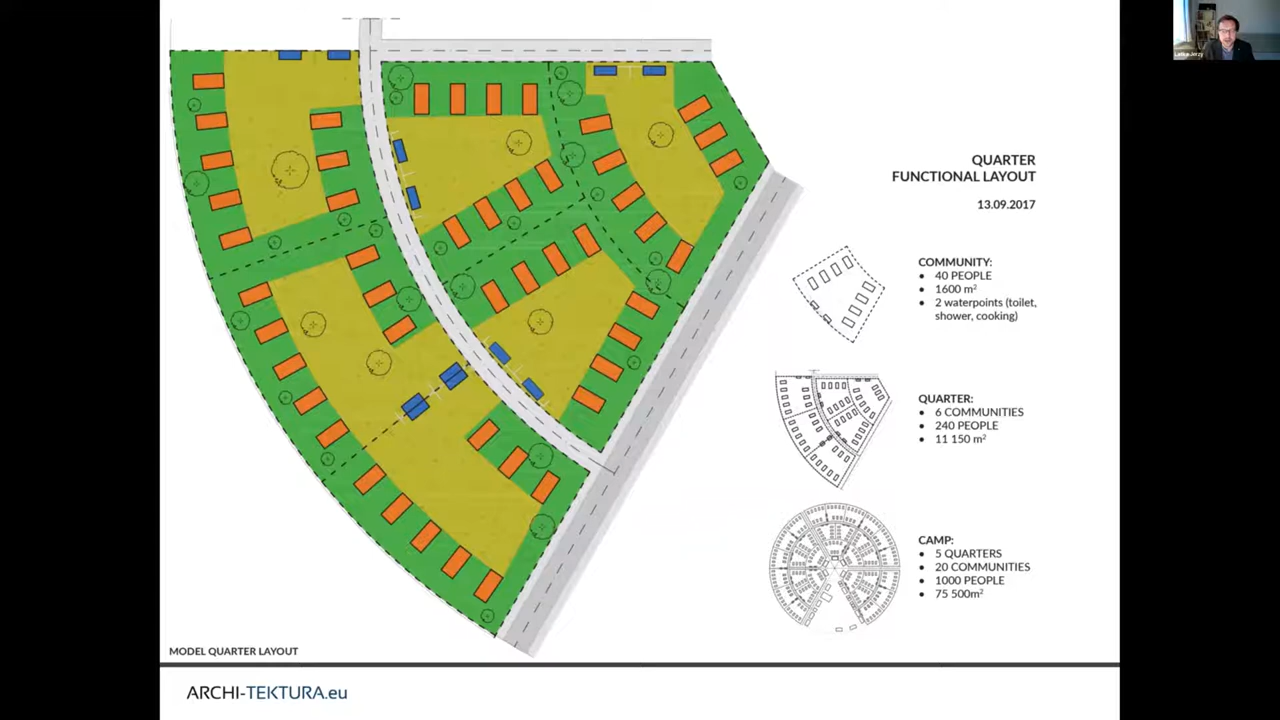 QUARTER
FUNCTIONAL LAYOUT
13.09.2017
COMMUNITY:
• 40 PEOPLE
• 1600 m²
• 2 waterpoints (toilet,
shower, cooking)
QUARTER:
• 6 COMMUNITIES
• 240 PEOPLE
• 11 150 m²
CAMP:
• 5 QUARTERS
• 20 COMMUNITIES
• 1000 PEOPLE
• 75 500m²
MODEL QUARTER LAYOUT
ARCHI-TEKTURA.eu